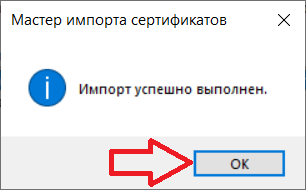 Мастер импорта сертификатов
Импорт успешно выполнен.
OK